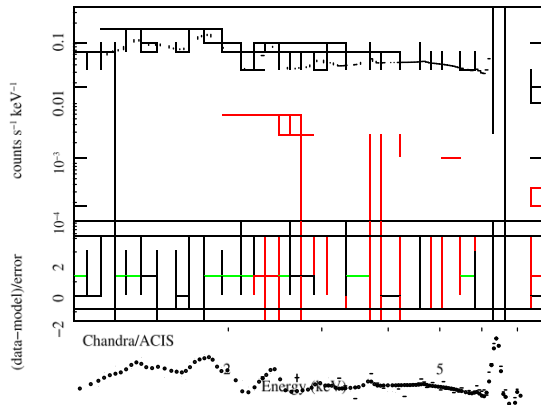 0.1
0.01
10⁻³
10⁻⁴
counts s⁻¹ keV⁻¹
2
0
−2
(data−model)/error
Chandra/ACIS
2
5
Energy (keV)